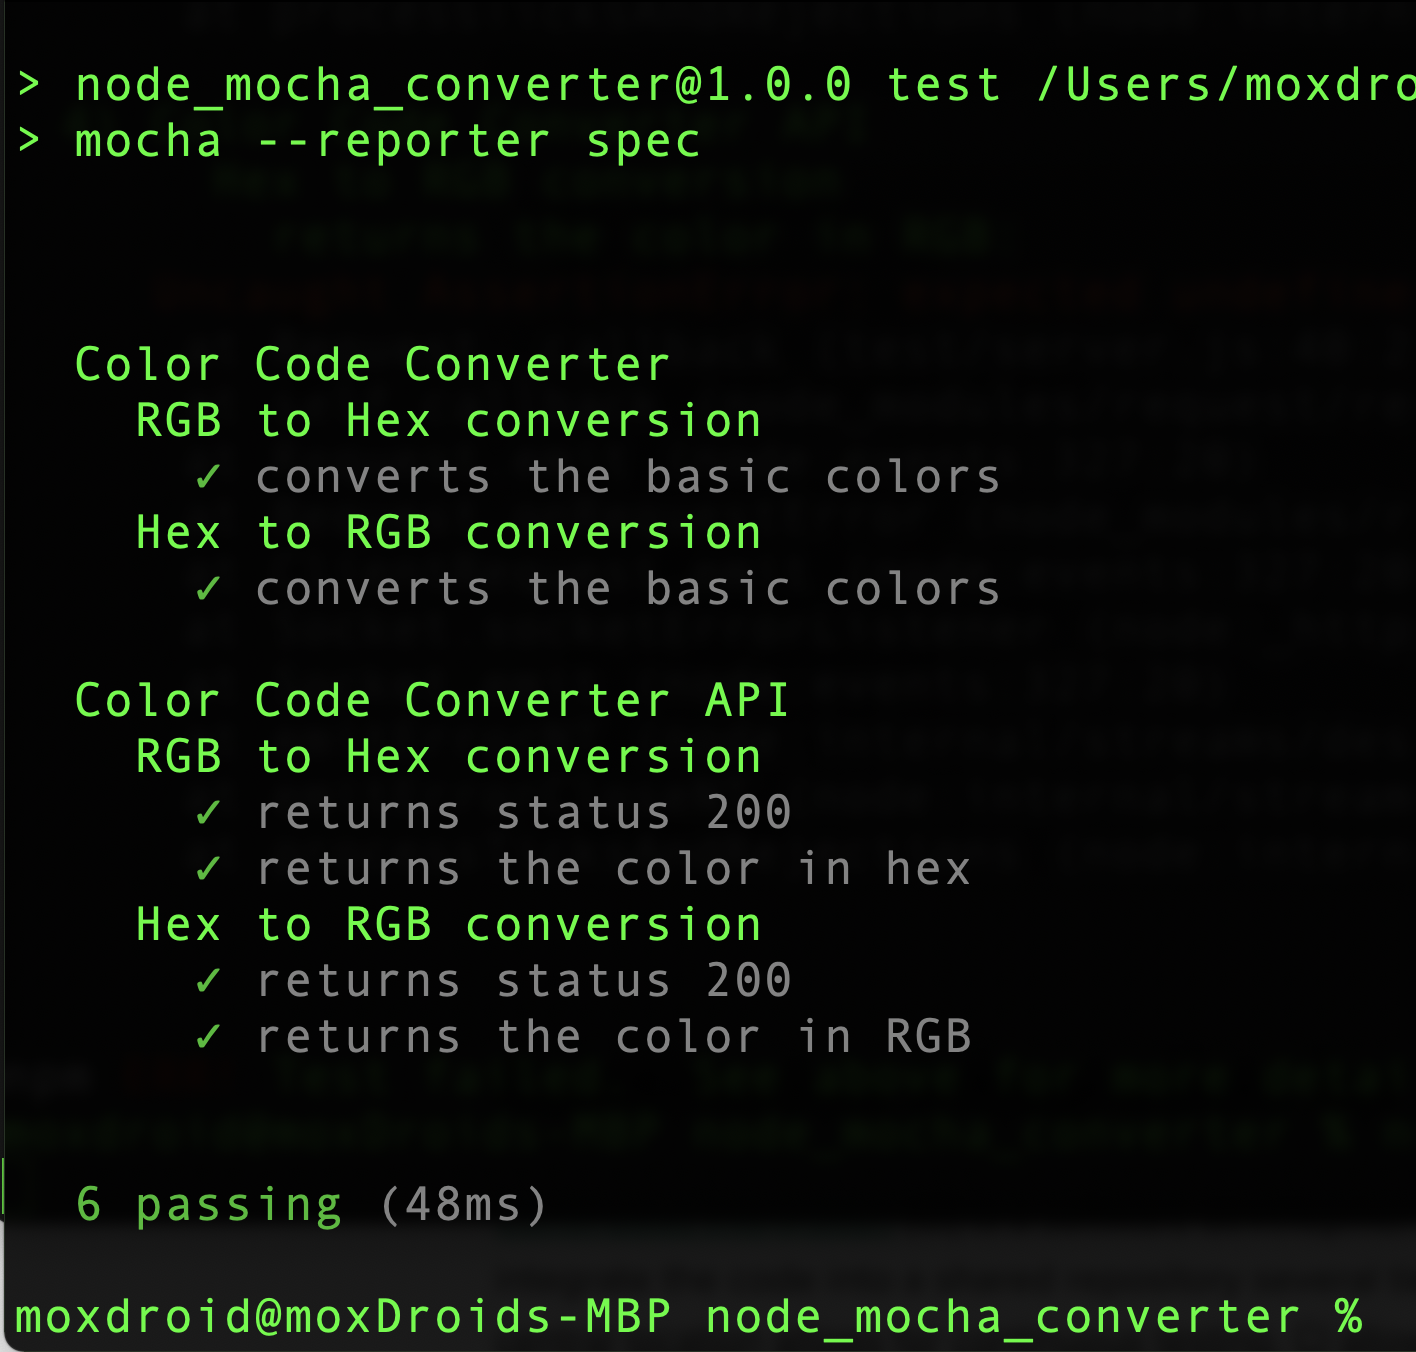 > node_mocha_converter@1.0.0 test /Users/moxdro
> mocha --reporter spec
Color Code Converter
RGB to Hex conversion
✓ converts the basic colors
Hex to RGB conversion
✓ converts the basic colors
Color Code Converter API
RGB to Hex conversion
✓ returns status 200
✓ returns the color in hex
Hex to RGB conversion
✓ returns status 200
✓ returns the color in RGB
6 passing (48ms)
moxdroid@moxDroids-MBP node_mocha_converter %